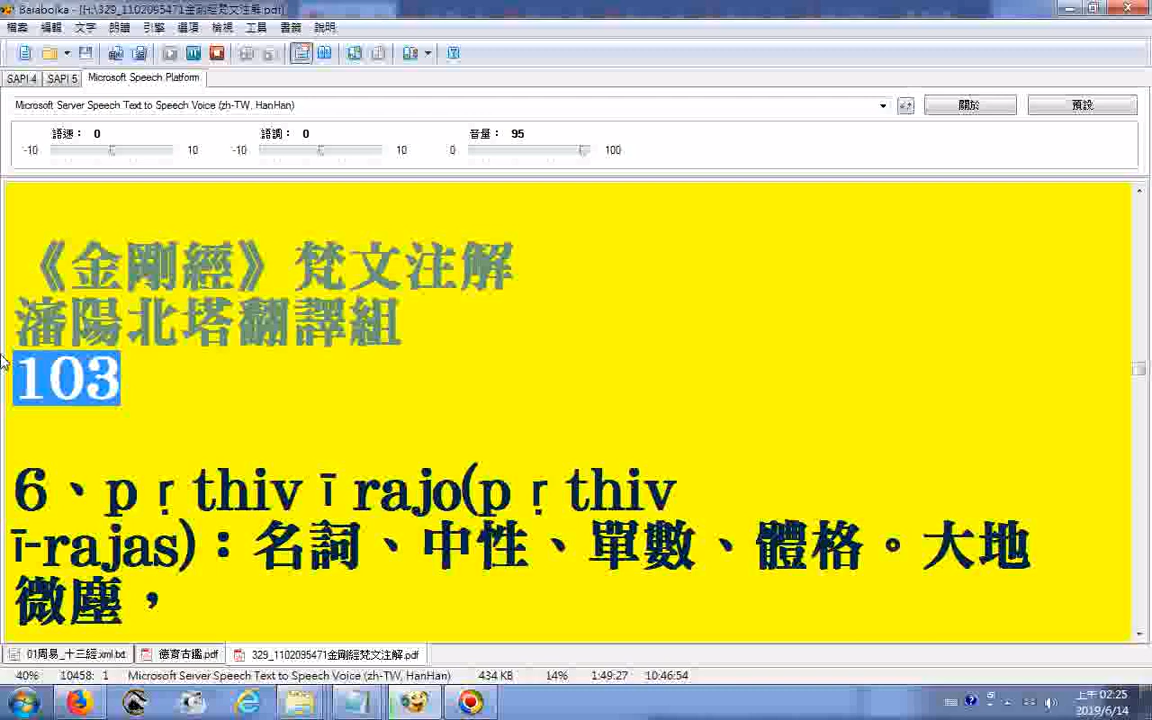 Balabolka - [H:\329_1102095471金剛經梵文注解.pdf]
檔案 編輯 文字 朗讀 引擎 選項 檢視 工具 書籤 說明
SAPI 4 SAPI 5 Microsoft Speech Platform
Microsoft Server Speech Text to Speech Voice (zh-TW, HanHan) 關於 預設
語速： 0 語調： 0 音量： 95
-10 10 -10 10 0 100
《金剛經》梵文注解
瀋陽北塔翻譯組
103
6、pṛthivīrajo(pṛthiv
ī-rajas)：名詞、中性、單數、體格。大地
微塵，
01周易_十三經.xml.txt 德育古鑑.pdf 329_1102095471金剛經梵文注解.pdf
40% 10458: 1 Microsoft Server Speech Text to Speech Voice (zh-TW, HanHan) 434 KB 14% 1:49:27 10:46:54
上午 02:25
2019/6/14